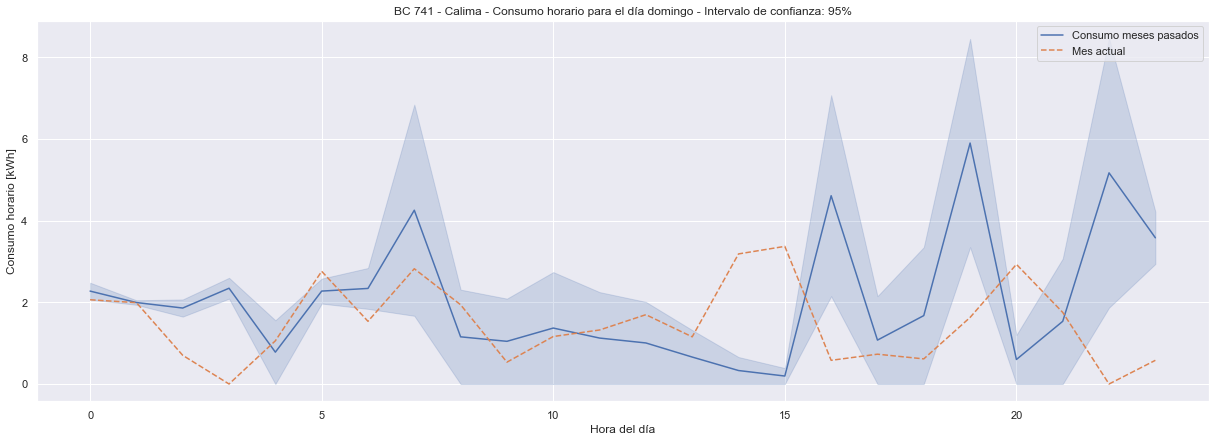 BC 741 - Calima - Consumo horario para el día domingo - Intervalo de confianza: 95%
Consumo meses pasados
Mes actual
Consumo horario [kWh]
8
6
4
2
0
0 5 10 15 20
Hora del día